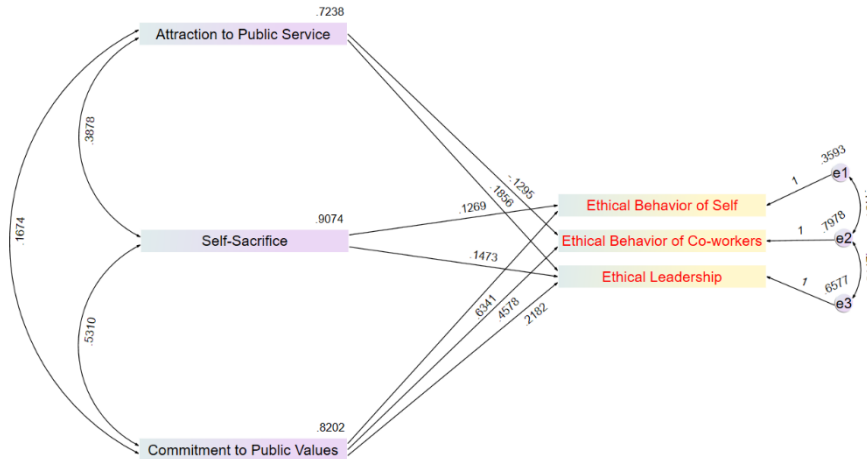 .7238
Attraction to Public Service
.3878
.1674
-.1295
.1856
.3593
e1
1
Ethical Behavior of Self
.9074
.1269
.7978
Self-Sacrifice
Ethical Behavior of Co-workers
1
e2
.1473
Ethical Leadership
1
.6577
e3
.5310
.6341
.4578
.2182
.8202
Commitment to Public Values